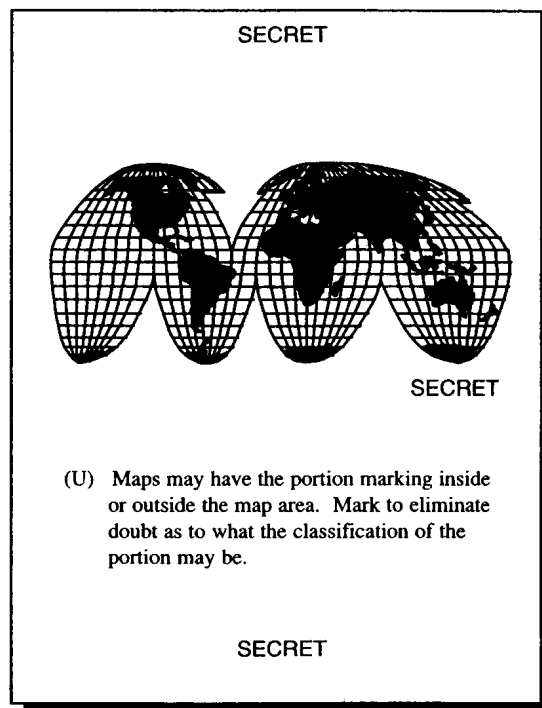 SECRET
SECRET
(U) Maps may have the portion marking inside
or outside the map area. Mark to eliminate
doubt as to what the classification of the
portion may be.
SECRET